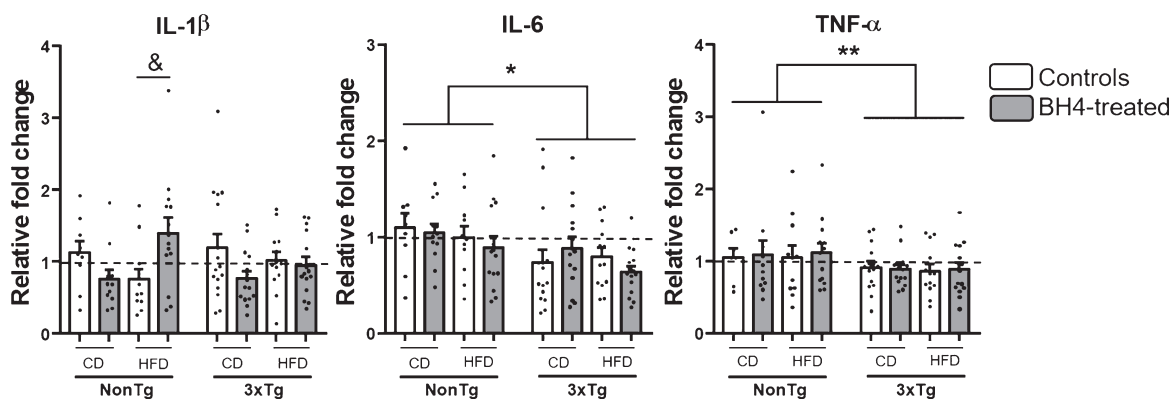 IL-1β
Relative fold change
4
3
2
1
0
&
CD
HFD
CD
HFD
NonTg
3xTg
IL-6
Relative fold change
3
2
1
0
*
CD
HFD
CD
HFD
NonTg
3xTg
TNF-α
Relative fold change
4
3
2
1
0
**
CD
HFD
CD
HFD
NonTg
3xTg
Controls
BH4-treated